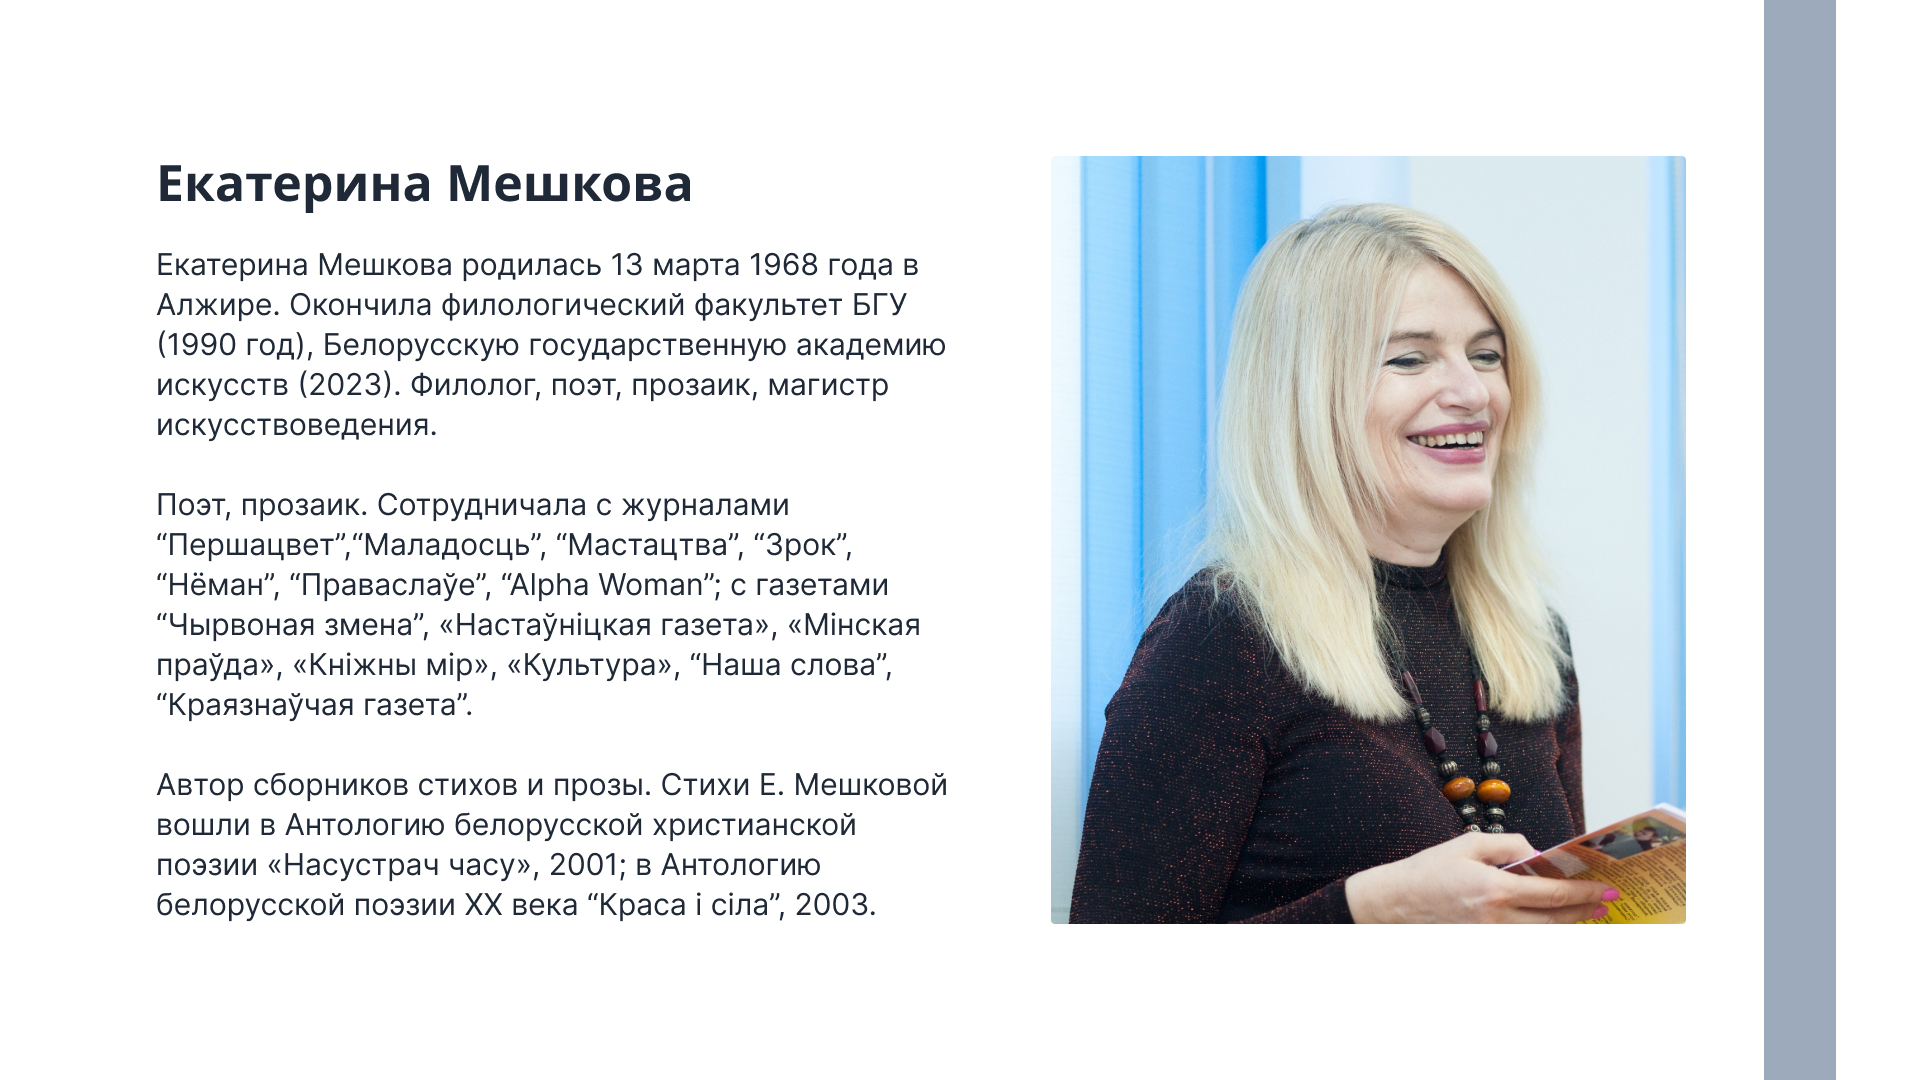 Екатерина Мешкова
Екатерина Мешкова родилась 13 марта 1968 года в
Алжире. Окончила филологический факультет БГУ
(1990 год), Белорусскую государственную академию
искусств (2023). Филолог, поэт, прозаик, магистр
искусствоведения.
Поэт, прозаик. Сотрудничала с журналами
“Першацвет”,“Маладосць”, “Мастацтва”, “Зрок”,
“Нёман”, “Праваслаўе”, “Alpha Woman”; с газетами
“Чырвоная змена”, «Настаўніцкая газета», «Мінская
праўда», «Кніжны мір», «Культура», “Наша слова”,
“Краязнаўчая газета”.
Автор сборников стихов и прозы. Стихи Е. Мешковой
вошли в Антологию белорусской христианской
поэзии «Насустрач часу», 2001; в Антологию
белорусской поэзии XX века “Краса і сіла”, 2003.